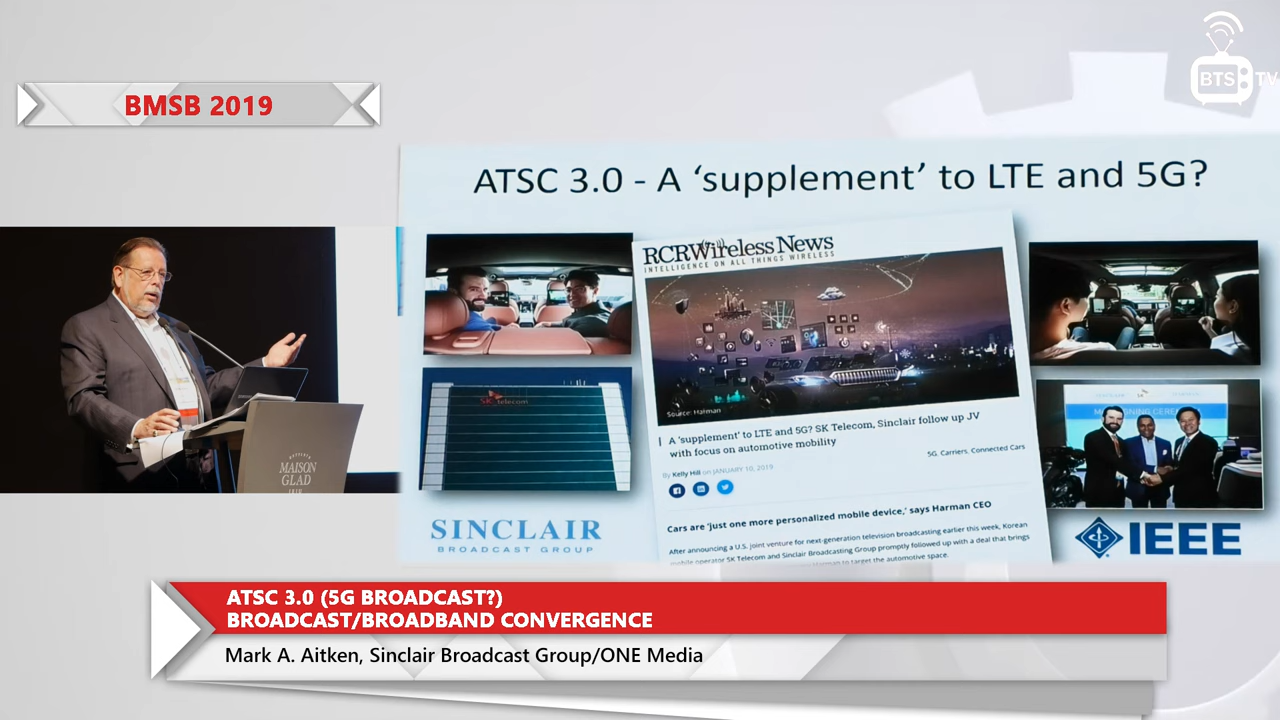 BTS TV
BMSB 2019
ATSC 3.0 - A ‘supplement’ to LTE and 5G?
RCRWireless News
INTELLIGENCE ON ALL THINGS WIRELESS
Source: Harman
A 'supplement' to LTE and 5G? SK Telecom, Sinclair follow up JV
with focus on automotive mobility
5G, Carriers, Connected Cars
By Kelly Hill on JANUARY 10, 2019
Cars are 'just one more personalized mobile device,' says Harman CEO
After announcing a U.S. joint venture for next-generation television broadcasting earlier this week, Korean
mobile operator SK Telecom and Sinclair Broadcasting Group promptly followed up with a deal that brings
Harman to target the automotive space.
SK telecom
SINCLAIR
BROADCAST GROUP
IEEE
MAISON
GLAD
ATSC 3.0 (5G BROADCAST?)
BROADCAST/BROADBAND CONVERGENCE
Mark A. Aitken, Sinclair Broadcast Group/ONE Media